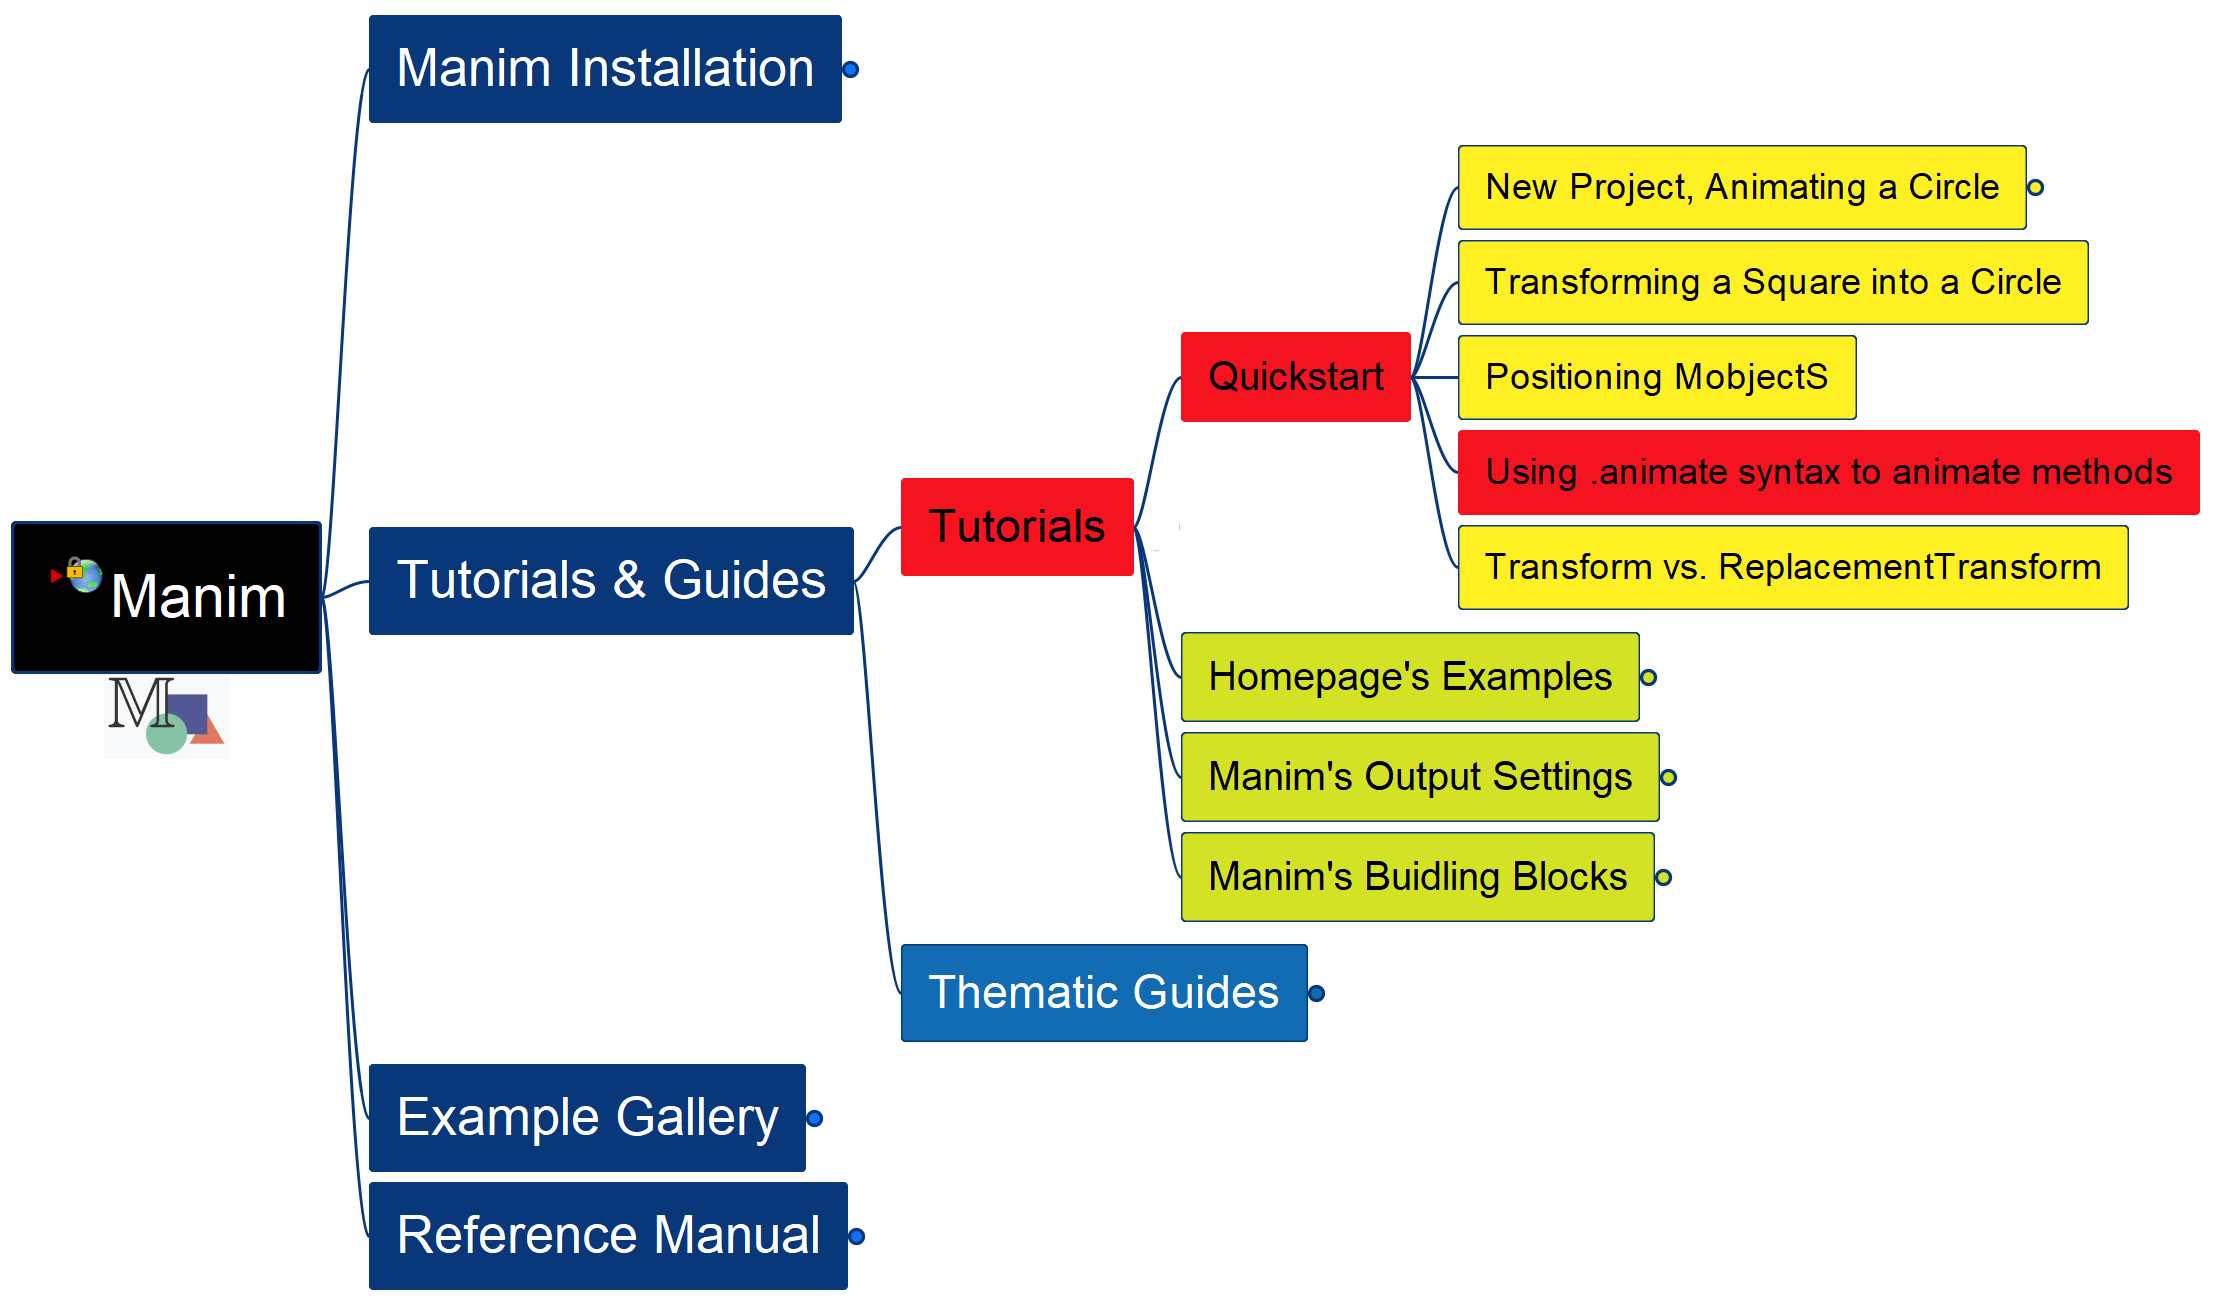 Manim Installation
New Project, Animating a Circle
Transforming a Square into a Circle
Quickstart
Positioning MobjectS
Using .animate syntax to animate methods
Tutorials
Transform vs. ReplacementTransform
Manim
Tutorials & Guides
M
Homepage's Examples
Manim's Output Settings
Manim's Buidling Blocks
Thematic Guides
Example Gallery
Reference Manual